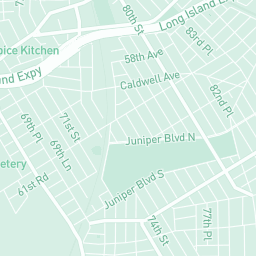 80th St
Long Island Exp
83rd Pl
58th Ave
pice Kitchen
Caldwell Ave
nd Expy
82nd Pl
71st St
69th Pl
69th Ln
Juniper Blvd N
etery
61st Rd
Juniper Blvd S
74th St
77th Pl